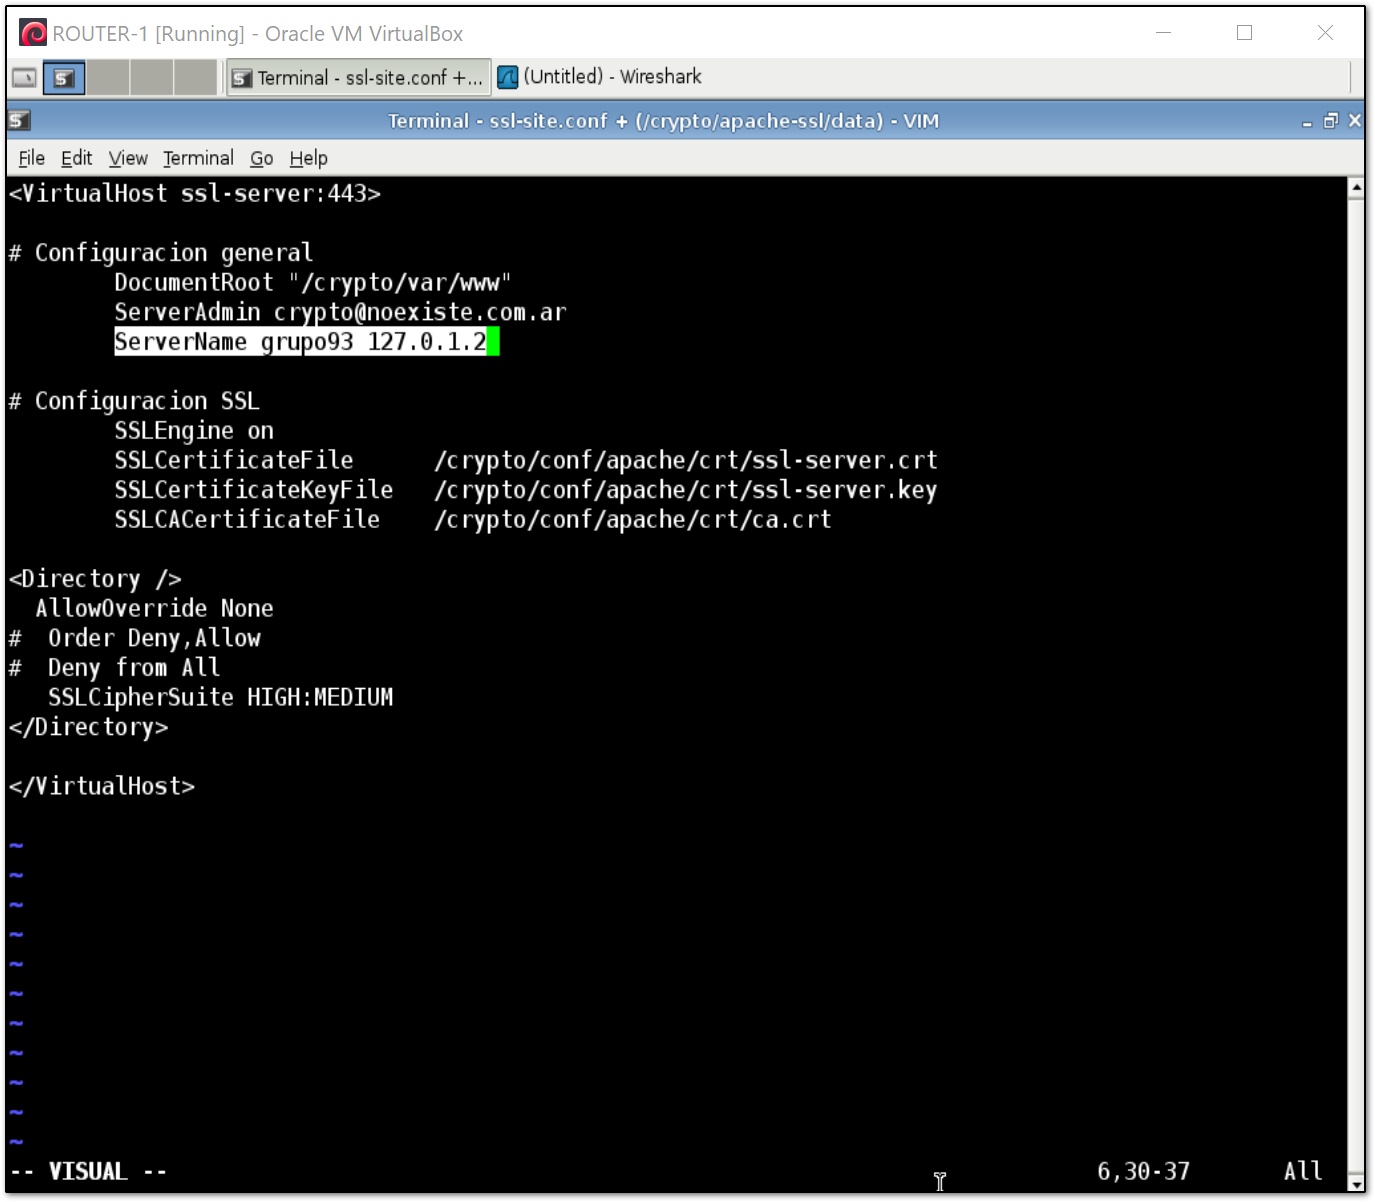 ROUTER-1 [Running] - Oracle VM VirtualBox
Terminal - ssl-site.conf +... (Untitled) - Wireshark
Terminal - ssl-site.conf + (/crypto/apache-ssl/data) - VIM
File Edit View Terminal Go Help
<VirtualHost ssl-server:443>
# Configuracion general
DocumentRoot "/crypto/var/www"
ServerAdmin crypto@noexiste.com.ar
ServerName grupo93 127.0.1.2
# Configuracion SSL
SSLEngine on
SSLCertificateFile /crypto/conf/apache/crt/ssl-server.crt
SSLCertificateKeyFile /crypto/conf/apache/crt/ssl-server.key
SSLCACertificateFile /crypto/conf/apache/crt/ca.crt
<Directory />
AllowOverride None
# Order Deny,Allow
# Deny from All
SSLCipherSuite HIGH:MEDIUM
</Directory>
</VirtualHost>
~
~
~
~
~
~
~
~
~
~
~
-- VISUAL -- 6,30-37 All